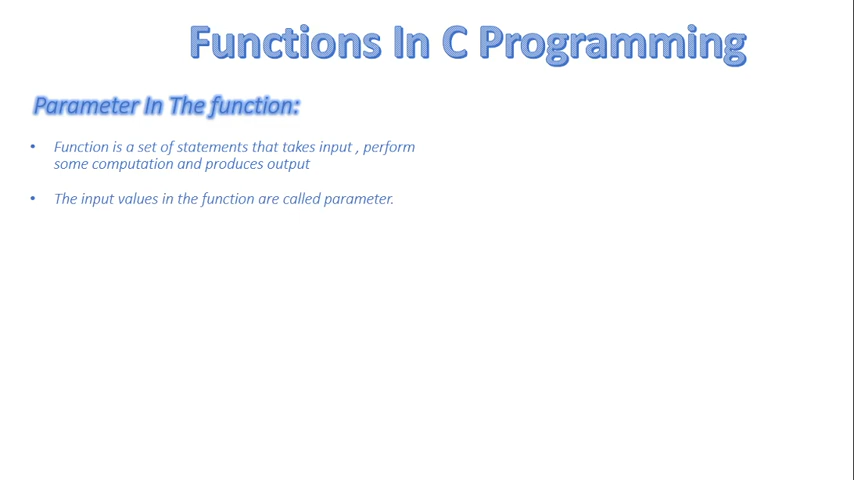 Functions In C Programming
Parameter In The function:
• Function is a set of statements that takes input , perform
some computation and produces output
• The input values in the function are called parameter.